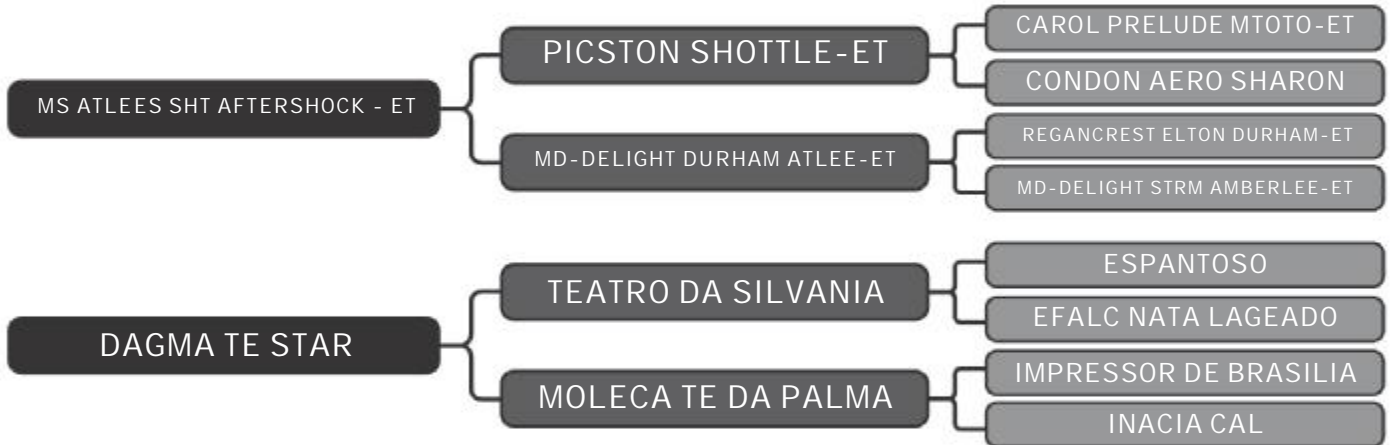 CAROL PRELUDE MTOTO-ET
PICSTON SHOTTLE-ET
CONDON AERO SHARON
MS ATLEES SHT AFTERSHOCK - ET
REGANCREST ELTON DURHAM-ET
MD-DELIGHT DURHAM ATLEE-ET
MD-DELIGHT STRM AMBERLEE-ET
ESPANTOSO
TEATRO DA SILVANIA
EFALC NATA LAGEADO
DAGMA TE STAR
IMPRESSOR DE BRASILIA
MOLECA TE DA PALMA
INACIA CAL